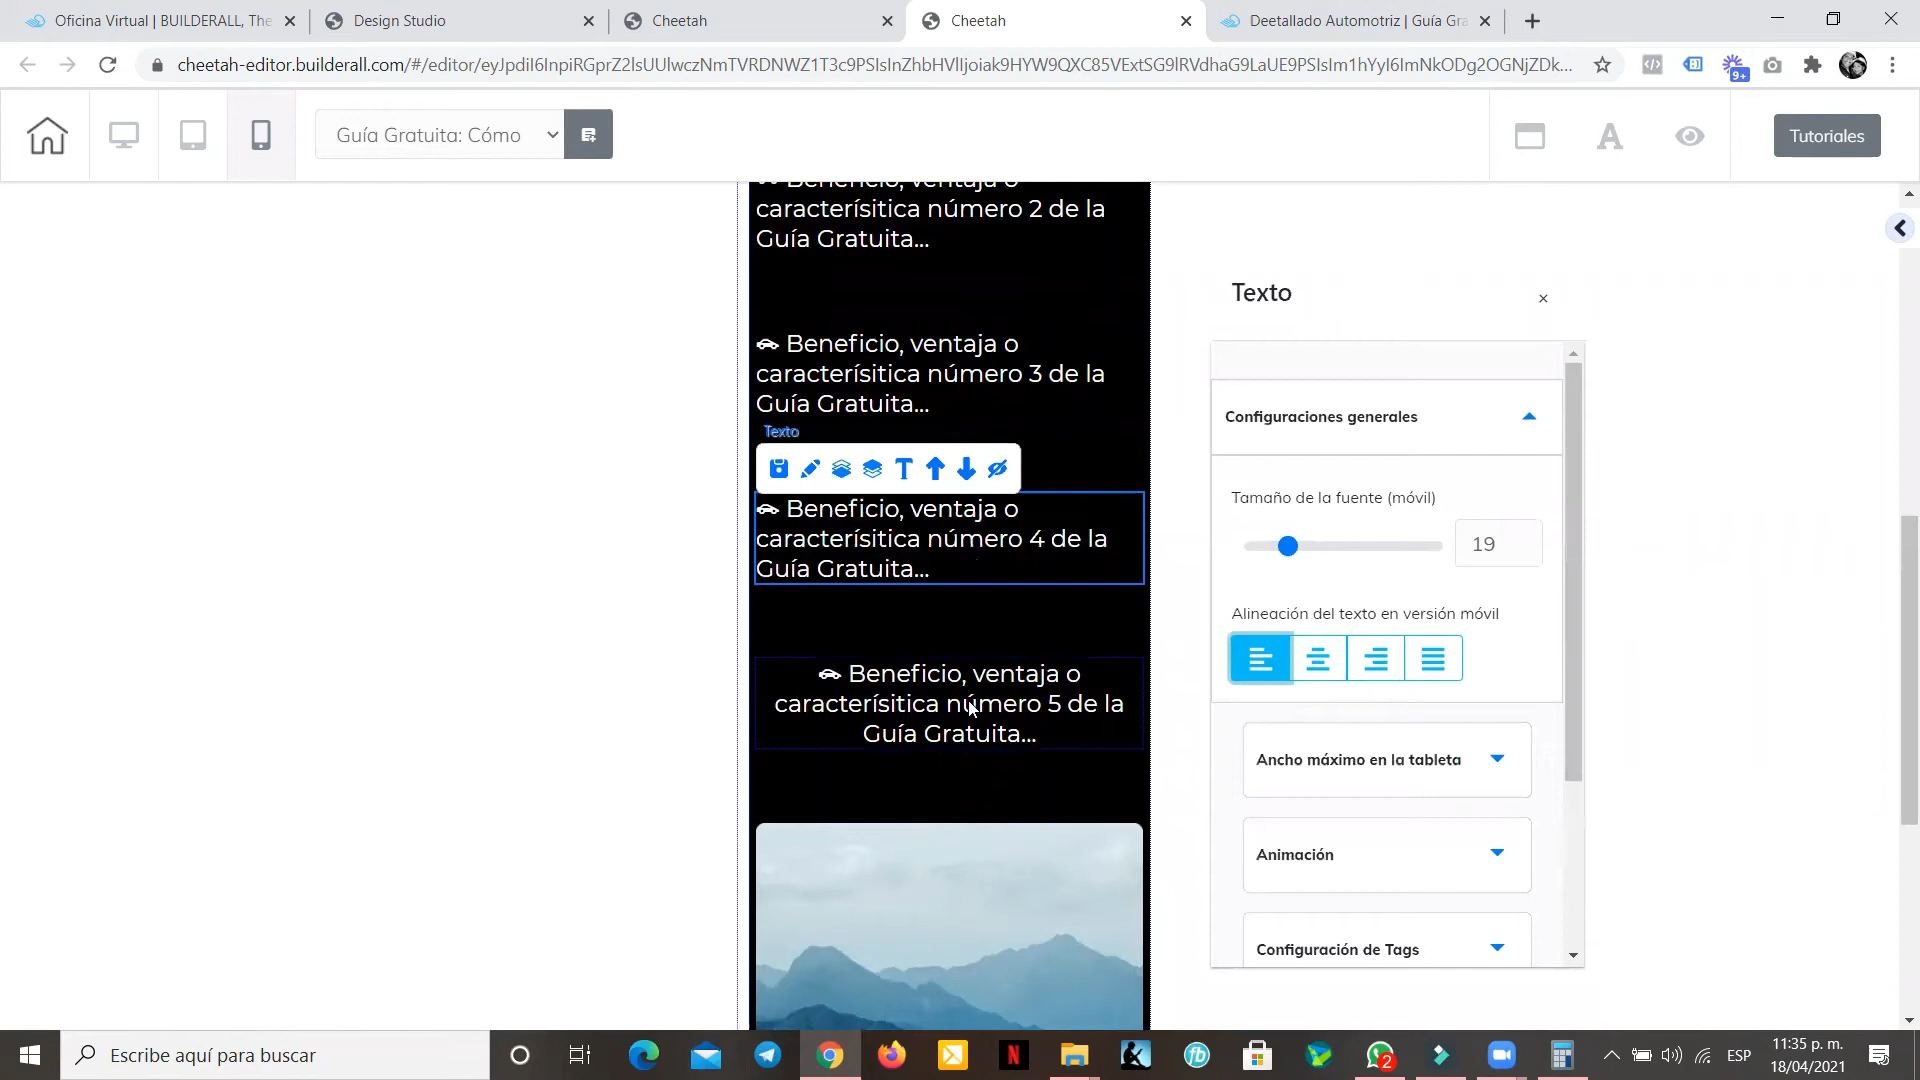 Oficina Virtual | BUILDERALL, The
Design Studio
Cheetah
Cheetah
Deetallado Automotriz | Guía Gra
cheetah-editor.builderall.com/#/editor/
9+
Guía Gratuita: Cómo
Tutoriales
Beneficio, ventaja o
caracterísitica número 2 de la
Guía Gratuita...
Beneficio, ventaja o
caracterísitica número 3 de la
Guía Gratuita...
Texto
Beneficio, ventaja o
caracterísitica número 4 de la
Guía Gratuita...
Beneficio, ventaja o
caracterísitica número 5 de la
Guía Gratuita...
Texto
Configuraciones generales
Tamaño de la fuente (móvil)
19
Alineación del texto en versión móvil
Ancho máximo en la tableta
Animación
Configuración de Tags
Escribe aquí para buscar
2
ESP
11:35 p. m.
18/04/2021